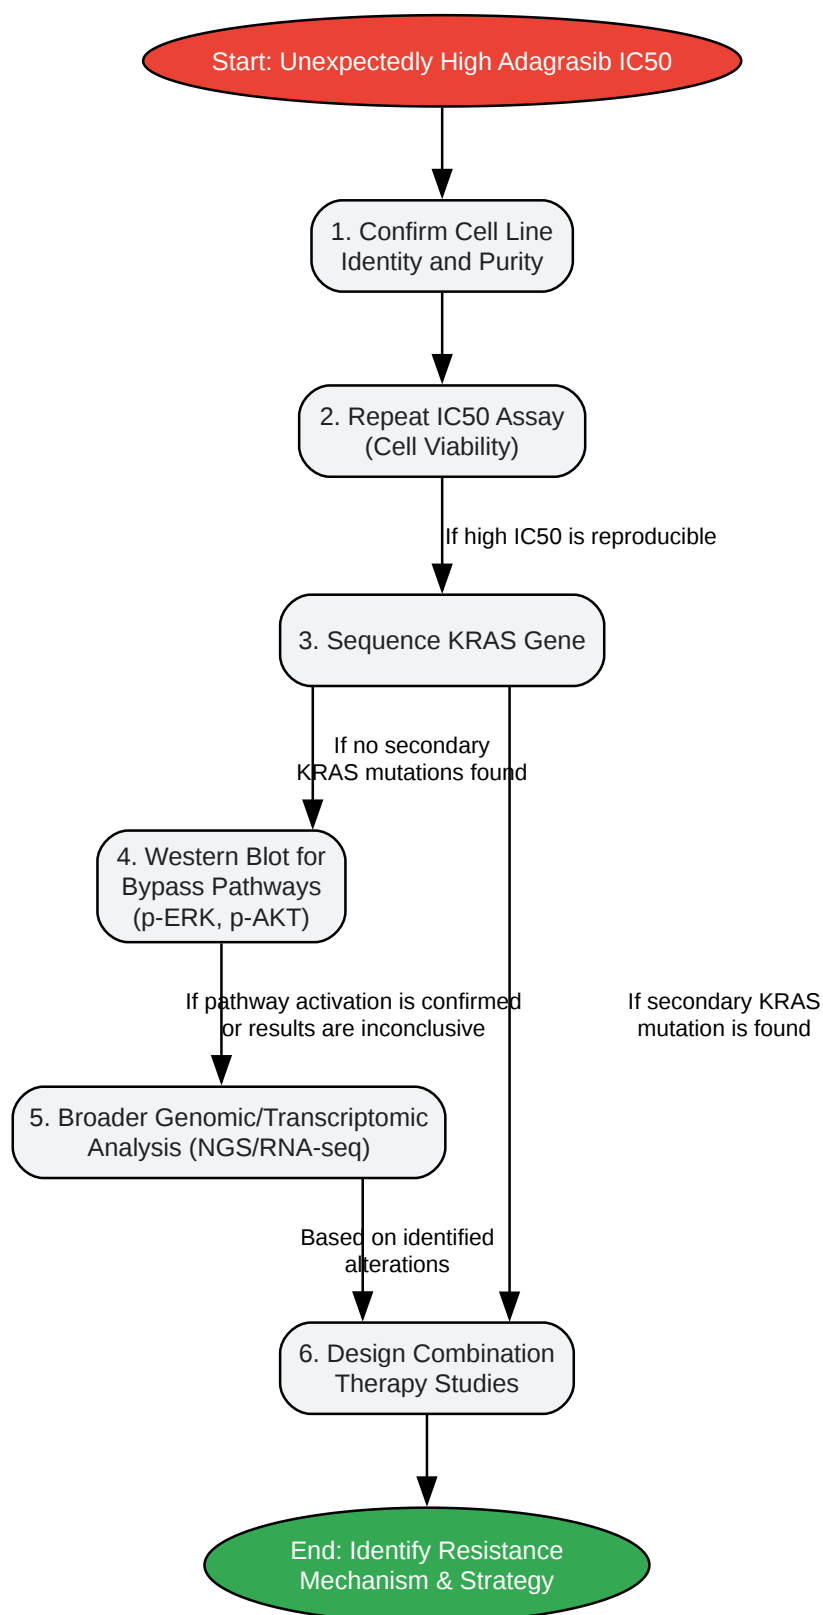 Start: Unexpectedly High Adagrasib IC50
1. Confirm Cell Line
Identity and Purity
2. Repeat IC50 Assay
(Cell Viability)
If high IC50 is reproducible
3. Sequence KRAS Gene
If no secondary
KRAS mutations found
4. Western Blot for
Bypass Pathways
(p-ERK, p-AKT)
If pathway activation is confirmed
or results are inconclusive
If secondary KRAS
mutation is found
5. Broader Genomic/Transcriptomic
Analysis (NGS/RNA-seq)
Based on identified
alterations
6. Design Combination
Therapy Studies
End: Identify Resistance
Mechanism & Strategy